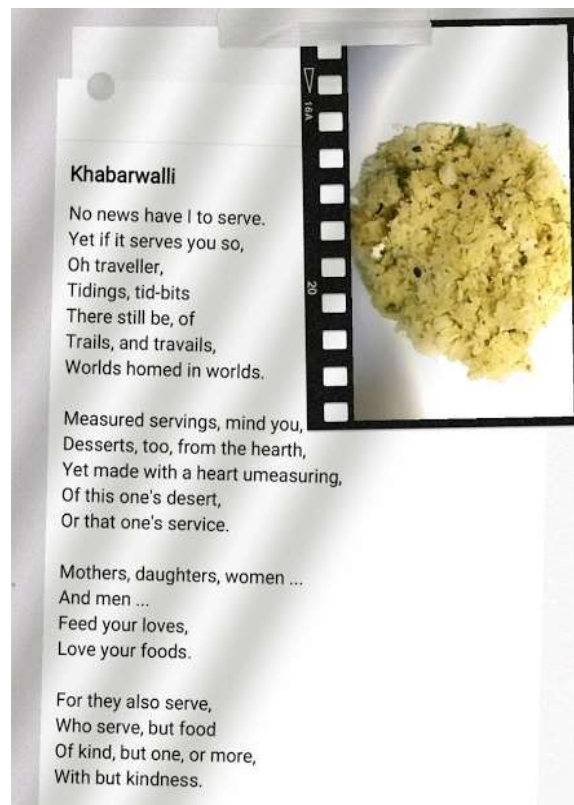 Khabarwalli
No news have I to serve.
Yet if it serves you so,
Oh traveller,
Tidings, tid-bits
There still be, of
Trails, and travails,
Worlds homed in worlds.
Measured servings, mind you,
Desserts, too, from the hearth,
Yet made with a heart umeasuring,
Of this one's desert,
Or that one's service.
Mothers, daughters, women ...
And men ...
Feed your loves,
Love your foods.
For they also serve,
Who serve, but food
Of kind, but one, or more,
With but kindness.
16A
20